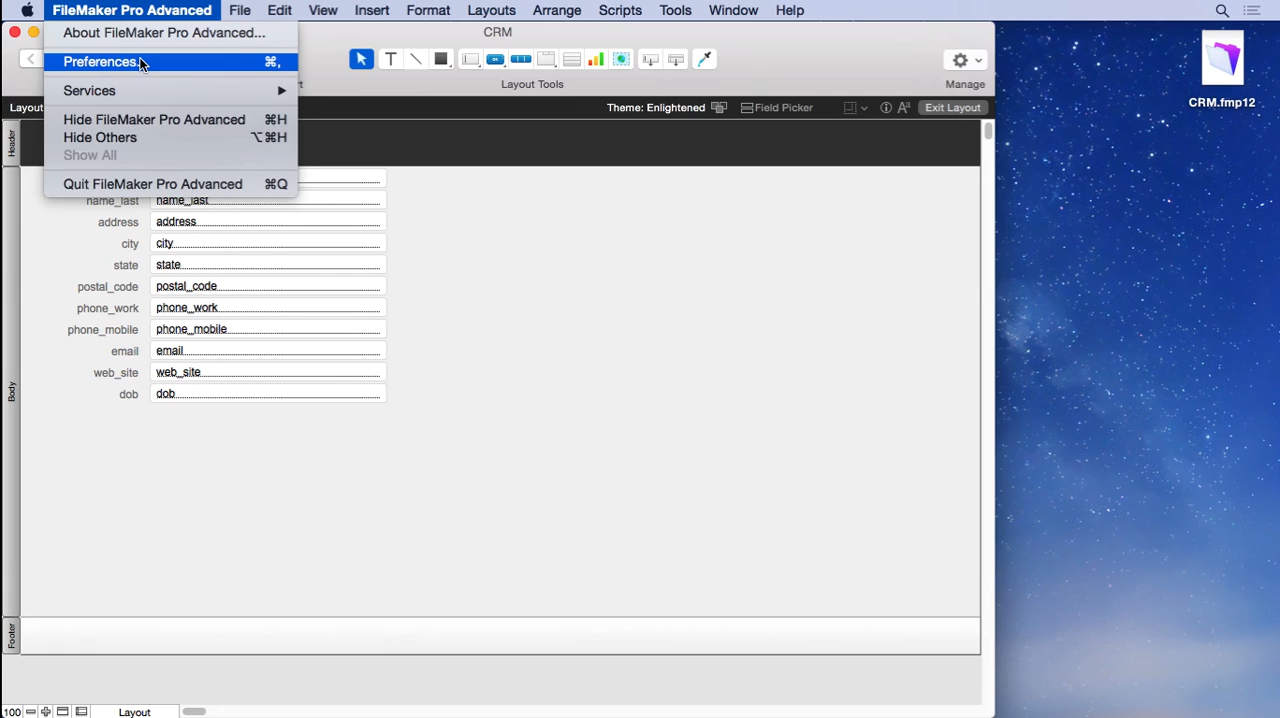 FileMaker Pro Advanced File Edit View Insert Format Layouts Arrange Scripts Tools Window Help
About FileMaker Pro Advanced...
CRM
Preferences... ⌘,
Services
Layout Tools
Manage
CRM.fmp12
Layou
Theme: Enlightened Field Picker Exit Layout
Hide FileMaker Pro Advanced ⌘H
Hide Others ⌥⌘H
Show All
Quit FileMaker Pro Advanced ⌘Q
Header
name_last name_last
address address
city city
state state
postal_code postal_code
phone_work phone_work
phone_mobile phone_mobile
email email
web_site web_site
dob dob
Body
Footer
100 Layout